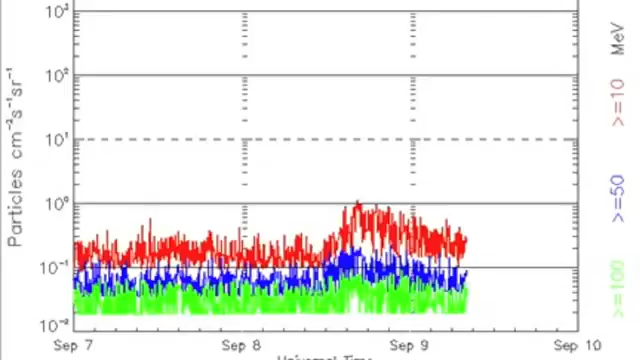 10³
10²
10¹
10⁰
10⁻¹
10⁻²
Particles cm⁻²s⁻¹sr⁻¹
Sep 7 Sep 8 Sep 9 Sep 10
Universal Time
MeV
>=10
>=50
>=100